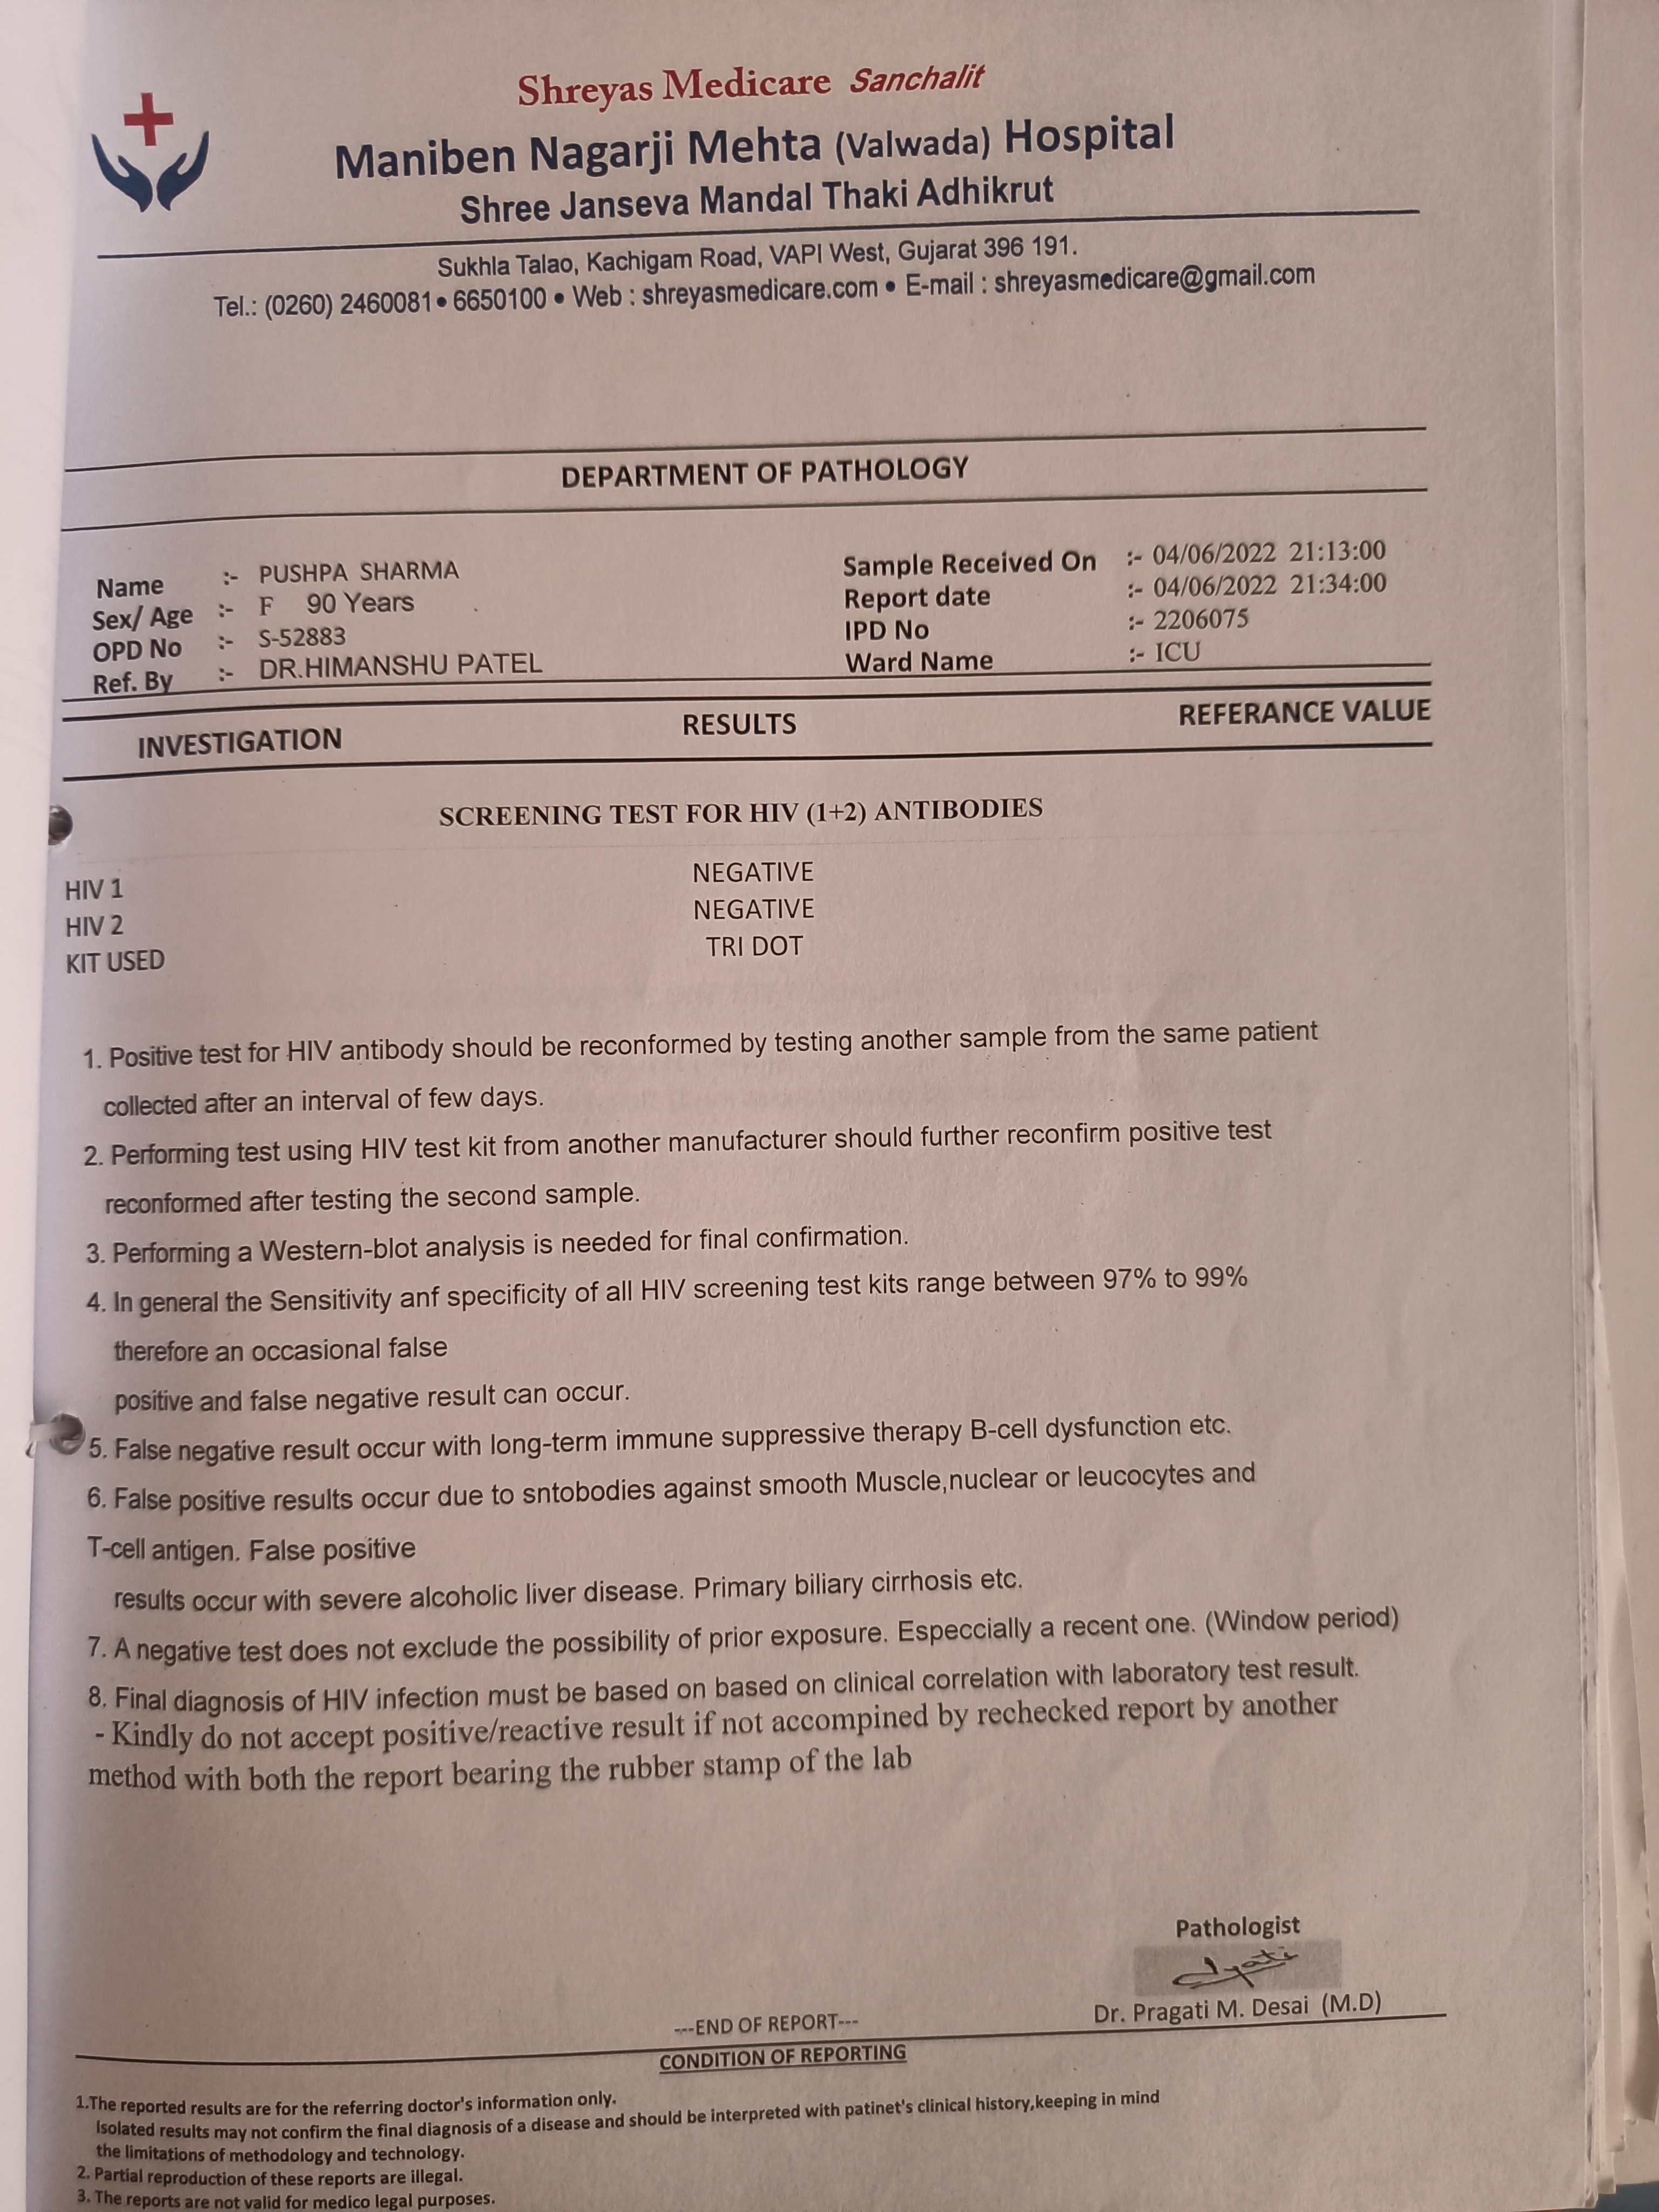 Shreyas Medicare Sanchalit
Maniben Nagarji Mehta (Valwada) Hospital
Shree Janseva Mandal Thaki Adhikrut
Sukhla Talao, Kachigam Road, VAPI West, Gujarat 396 191.
Tel.: (0260) 2460081 • 6650100 • Web : shreyasmedicare.com • E-mail : shreyasmedicare@gmail.com
DEPARTMENT OF PATHOLOGY
Name :- PUSHPA SHARMA Sample Received On :- 04/06/2022 21:13:00
Sex/ Age :- F 90 Years Report date :- 04/06/2022 21:34:00
OPD No :- S-52883 IPD No :- 2206075
Ref. By :- DR.HIMANSHU PATEL Ward Name :- ICU
INVESTIGATION RESULTS REFERANCE VALUE
SCREENING TEST FOR HIV (1+2) ANTIBODIES
HIV 1 NEGATIVE
HIV 2 NEGATIVE
KIT USED TRI DOT
1. Positive test for HIV antibody should be reconformed by testing another sample from the same patient
collected after an interval of few days.
2. Performing test using HIV test kit from another manufacturer should further reconfirm positive test
reconformed after testing the second sample.
3. Performing a Western-blot analysis is needed for final confirmation.
4. In general the Sensitivity anf specificity of all HIV screening test kits range between 97% to 99%
therefore an occasional false
positive and false negative result can occur.
5. False negative result occur with long-term immune suppressive therapy B-cell dysfunction etc.
6. False positive results occur due to sntobodies against smooth Muscle,nuclear or leucocytes and
T-cell antigen. False positive
results occur with severe alcoholic liver disease. Primary biliary cirrhosis etc.
7. A negative test does not exclude the possibility of prior exposure. Especcially a recent one. (Window period)
8. Final diagnosis of HIV infection must be based on based on clinical correlation with laboratory test result.
- Kindly do not accept positive/reactive result if not accompined by rechecked report by another
method with both the report bearing the rubber stamp of the lab
Pathologist
Dr. Pragati M. Desai (M.D)
---END OF REPORT---
CONDITION OF REPORTING
1.The reported results are for the referring doctor's information only.
Isolated results may not confirm the final diagnosis of a disease and should be interpreted with patinet's clinical history,keeping in mind
the limitations of methodology and technology.
2. Partial reproduction of these reports are illegal.
3. The reports are not valid for medico legal purposes.